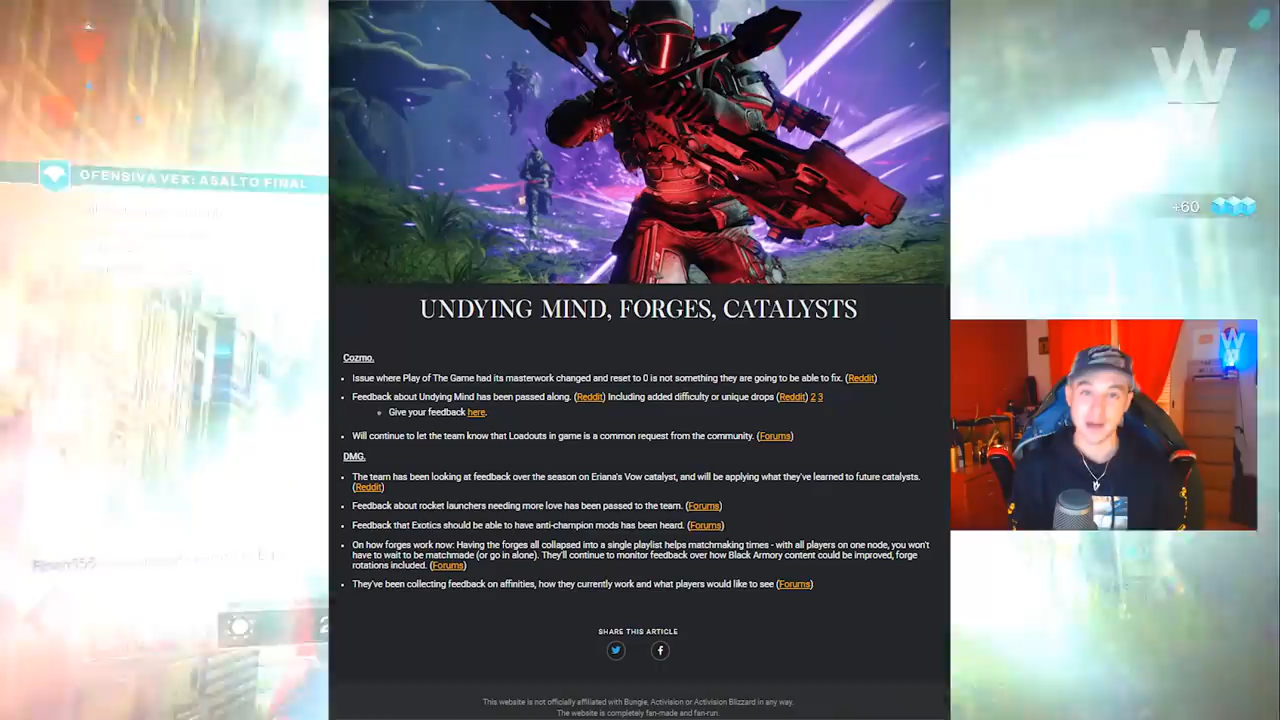 W
OFENSIVA VEX: ASALTO FINAL
+60
UNDYING MIND, FORGES, CATALYSTS
Cozmo.
• Issue where Play of The Game had its masterwork changed and reset to 0 is not something they are going to be able to fix. (Reddit)
• Feedback about Undying Mind has been passed along. (Reddit) Including added difficulty or unique drops (Reddit) 2 3
Give your feedback here.
• Will continue to let the team know that Loadouts in game is a common request from the community. (Forums)
DMG.
• The team has been looking at feedback over the season on Eriana's Vow catalyst, and will be applying what they've learned to future catalysts.
(Reddit)
• Feedback about rocket launchers needing more love has been passed to the team. (Forums)
• Feedback that Exotics should be able to have anti-champion mods has been heard. (Forums)
• On how forges work now: Having the forges all collapsed into a single playlist helps matchmaking times - with all players on one node, you won't
have to wait to be matchmade (or go in alone). They'll continue to monitor feedback over how Black Armory content could be improved, forge
rotations included. (Forums)
• They've been collecting feedback on affinities, how they currently work and what players would like to see (Forums)
SHARE THIS ARTICLE
This website is not officially affiliated with Bungie, Activision or Activision Blizzard in any way.
The website is completely fan-made and fan-run.